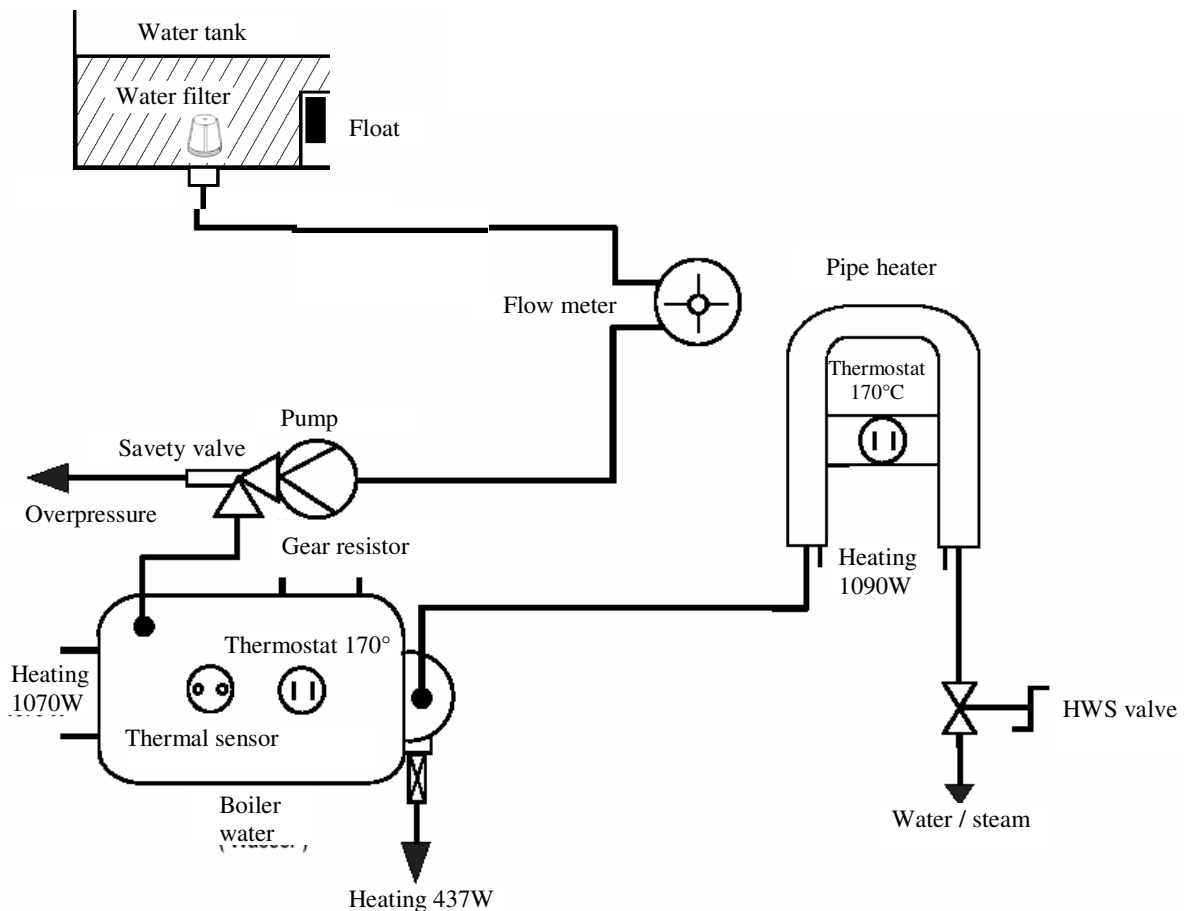 Water tank
Water filter
Float
Pipe heater
Flow meter
Thermostat
170°C
Pump
Savety valve
Overpressure
Gear resistor
Heating
1090W
Thermostat 170°
Heating
1070W
Thermal sensor
HWS valve
Boiler
water
Water / steam
Heating 437W